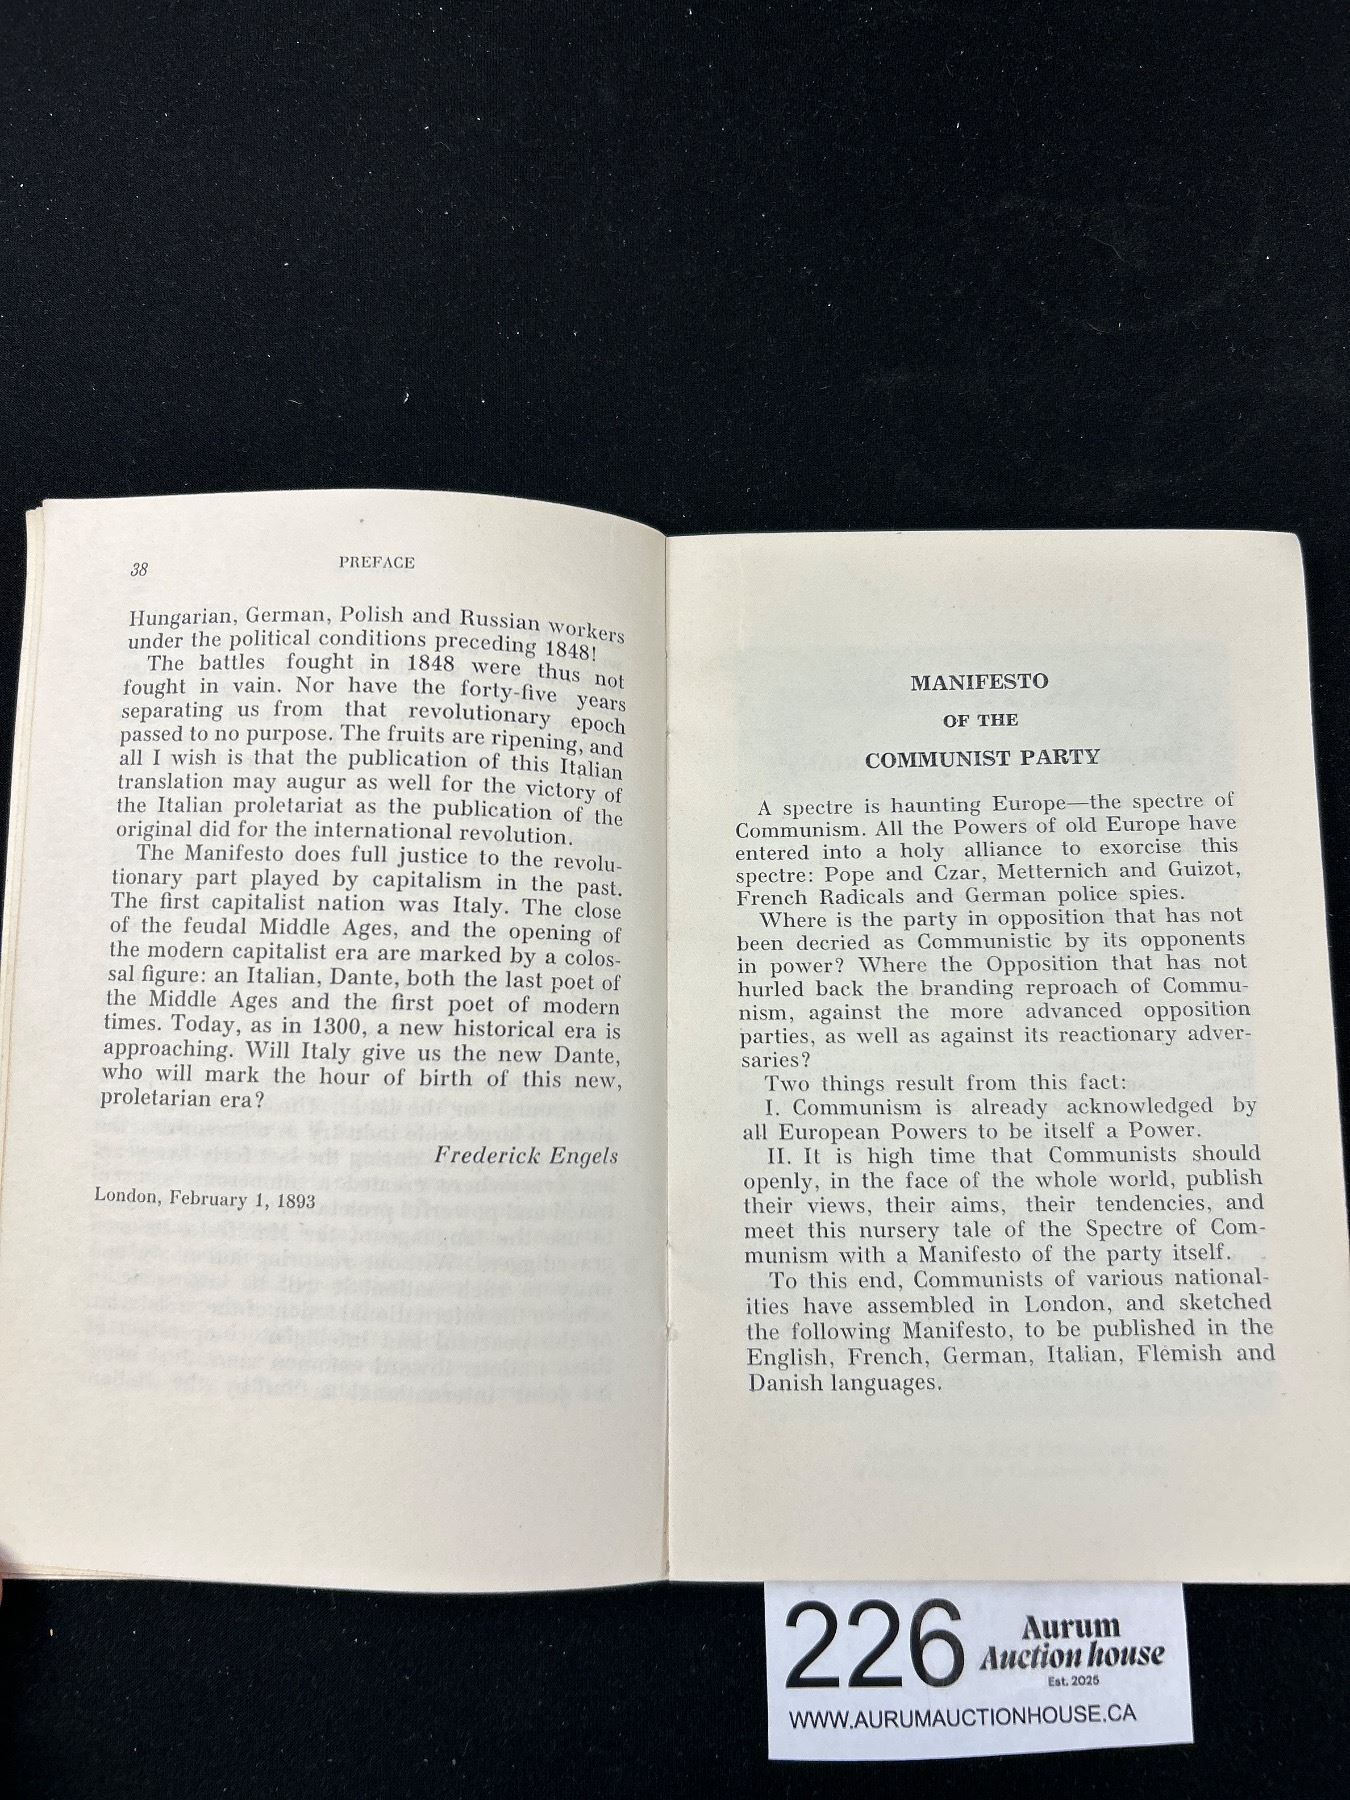 38
PREFACE
Hungarian, German, Polish and Russian workers
under the political conditions preceding 1848!
The battles fought in 1848 were thus not
fought in vain. Nor have the forty-five years
separating us from that revolutionary epoch
passed to no purpose. The fruits are ripening, and
all I wish is that the publication of this Italian
translation may augur as well for the victory of
the Italian proletariat as the publication of the
original did for the international revolution.
The Manifesto does full justice to the revolu-
tionary part played by capitalism in the past.
The first capitalist nation was Italy. The close
of the feudal Middle Ages, and the opening of
the modern capitalist era are marked by a colos-
sal figure: an Italian, Dante, both the last poet of
the Middle Ages and the first poet of modern
times. Today, as in 1300, a new historical era is
approaching. Will Italy give us the new Dante,
who will mark the hour of birth of this new,
proletarian era?
Frederick Engels
London, February 1, 1893
MANIFESTO
OF THE
COMMUNIST PARTY
A spectre is haunting Europe—the spectre of
Communism. All the Powers of old Europe have
entered into a holy alliance to exorcise this
spectre: Pope and Czar, Metternich and Guizot,
French Radicals and German police spies.
Where is the party in opposition that has not
been decried as Communistic by its opponents
in power? Where the Opposition that has not
hurled back the branding reproach of Commu-
nism, against the more advanced opposition
parties, as well as against its reactionary adver-
saries?
Two things result from this fact:
I. Communism is already acknowledged by
all European Powers to be itself a Power.
II. It is high time that Communists should
openly, in the face of the whole world, publish
their views, their aims, their tendencies, and
meet this nursery tale of the Spectre of Com-
munism with a Manifesto of the party itself.
To this end, Communists of various national-
ities have assembled in London, and sketched
the following Manifesto, to be published in the
English, French, German, Italian, Flemish and
Danish languages.
226
Aurum
Auction house
Est. 2025
WWW.AURUMAUCTIONHOUSE.CA